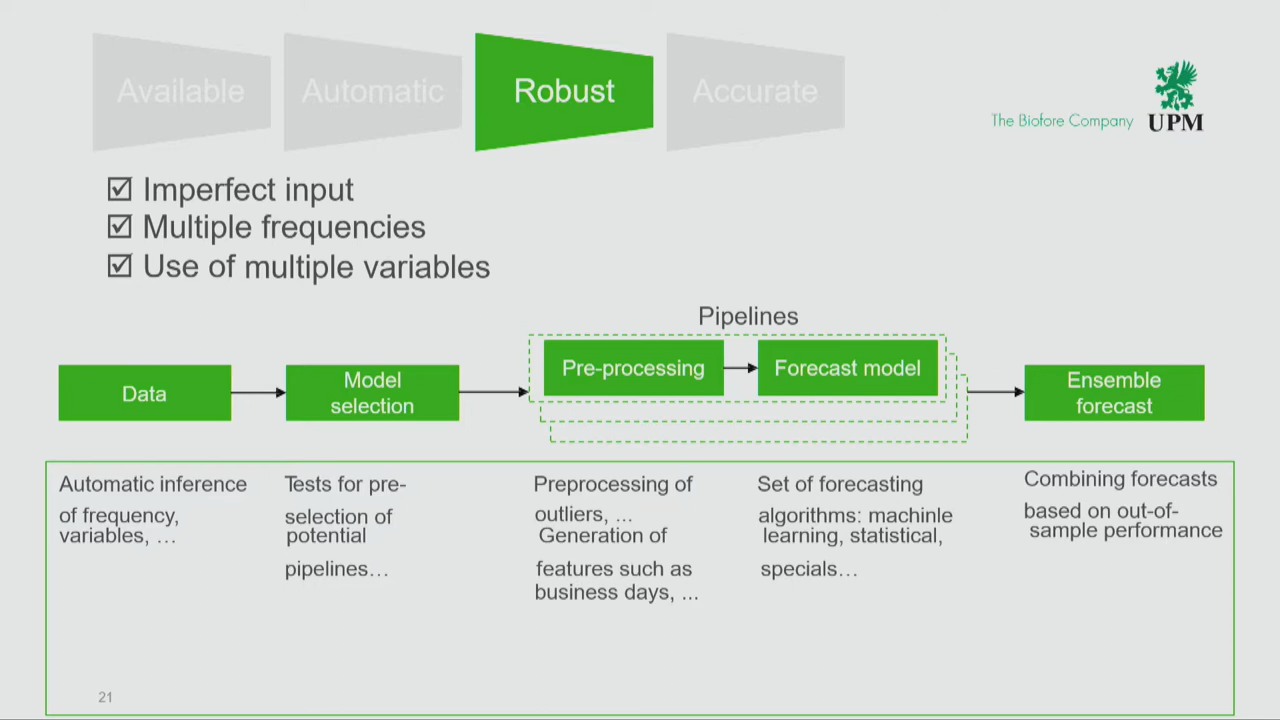 Available
Automatic
Robust
Accurate
The Biofore Company
UPM
☑ Imperfect input
☑ Multiple frequencies
☑ Use of multiple variables
Pipelines
Data
Model
selection
Pre-processing
Forecast model
Ensemble
forecast
Automatic inference
of frequency,
variables, …
Tests for pre-
selection of
potential
pipelines…
Preprocessing of
outliers, ...
Generation of
features such as
business days, ...
Set of forecasting
algorithms: machinle
learning, statistical,
specials…
Combining forecasts
based on out-of-
sample performance
21